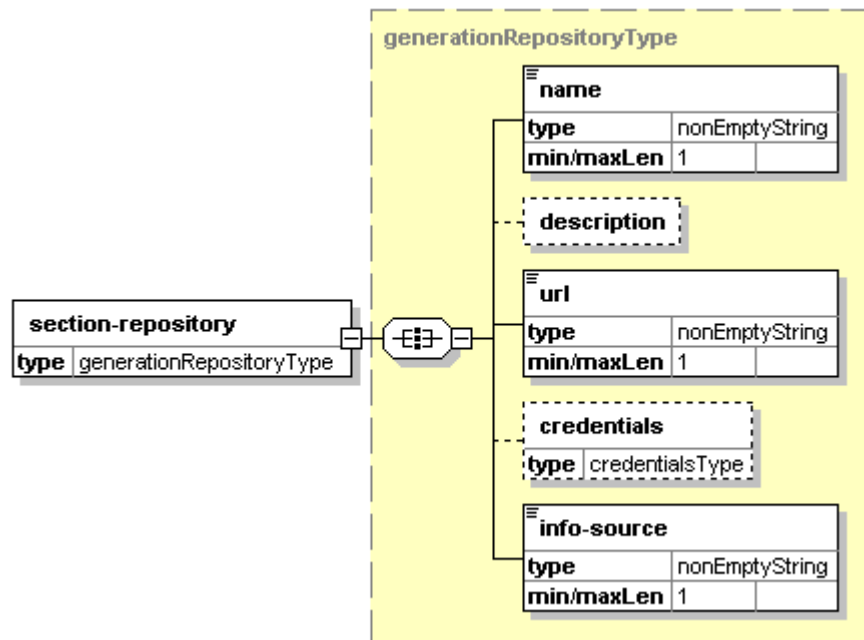 generationRepositoryType
name
type nonEmptyString
min/maxLen 1
description
url
type nonEmptyString
min/maxLen 1
section-repository
type generationRepositoryType
credentials
type credentialsType
info-source
type nonEmptyString
min/maxLen 1